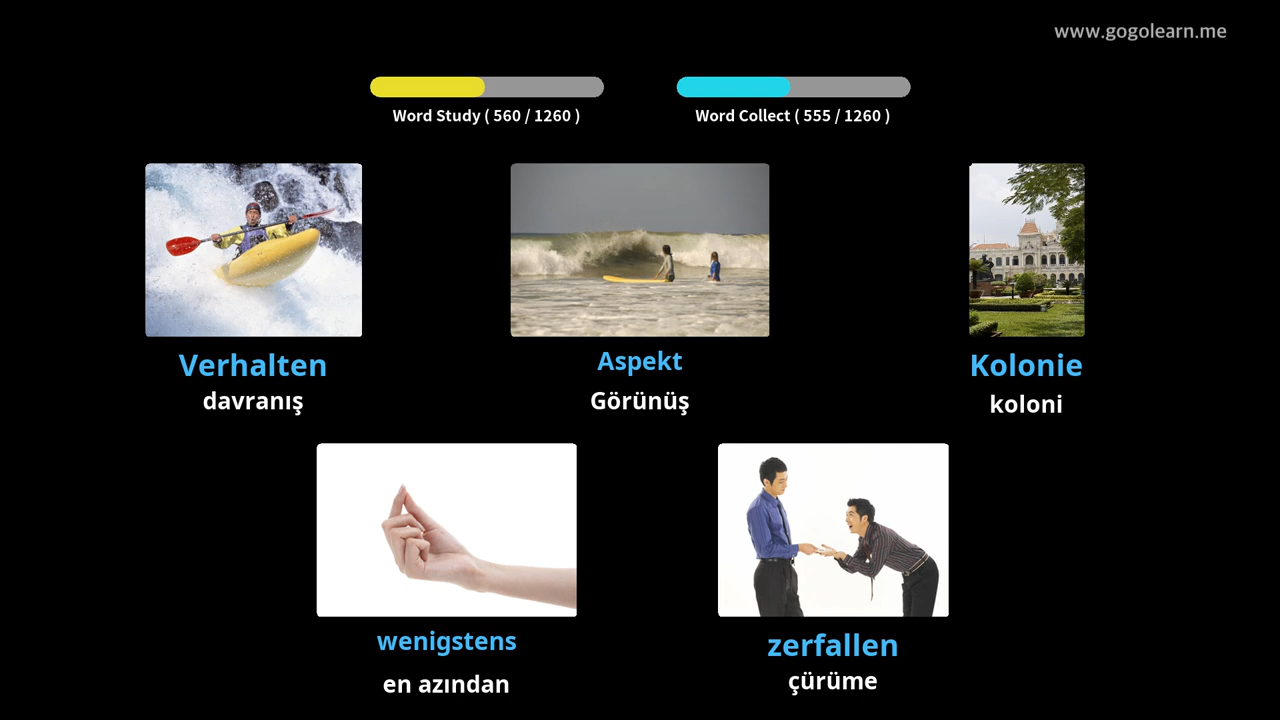 www.gogolearn.me
Word Study ( 560 / 1260 )
Word Collect ( 555 / 1260 )
Verhalten
davranış
Aspekt
Görünüş
Kolonie
koloni
wenigstens
en azından
zerfallen
çürüme